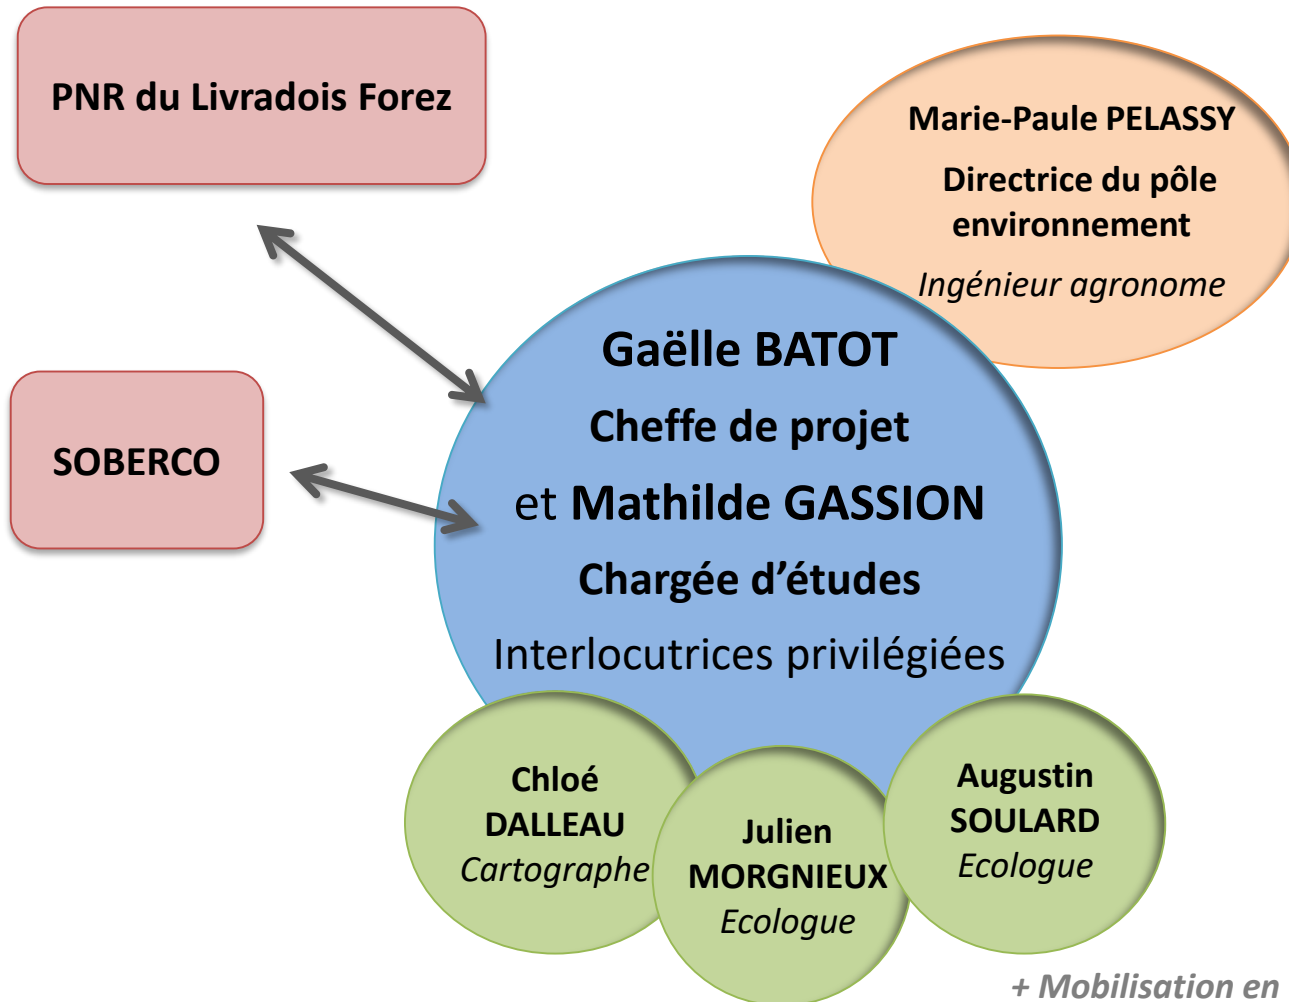 PNR du Livradois Forez
Marie-Paule PELASSY
Directrice du pôle
environnement
Ingénieur agronome
SOBERCO
Gaëlle BATOT
Cheffe de projet
et Mathilde GASSION
Chargée d’études
Interlocutrices privilégiées
Chloé
DALLEAU
Cartographe
Julien
MORGNIEUX
Ecologue
Augustin
SOULARD
Ecologue
+ Mobilisation en